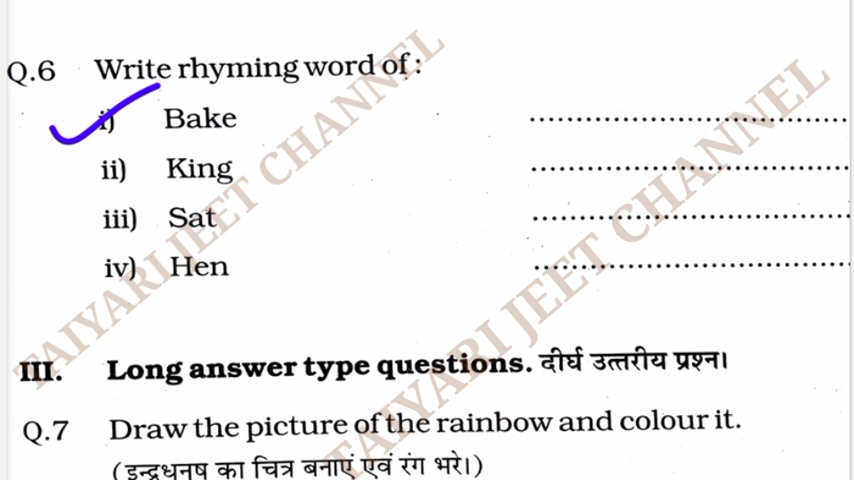 Q.6 Write rhyming word of :
i) Bake ........................................
ii) King ........................................
iii) Sat ........................................
iv) Hen ........................................
III. Long answer type questions. दीर्घ उत्तरीय प्रश्न।
Q.7 Draw the picture of the rainbow and colour it.
(इन्द्रधनुष का चित्र बनाएं एवं रंग भरे।)
TAIYARI JEET CHANNEL
TAIYARI JEET CHANNEL